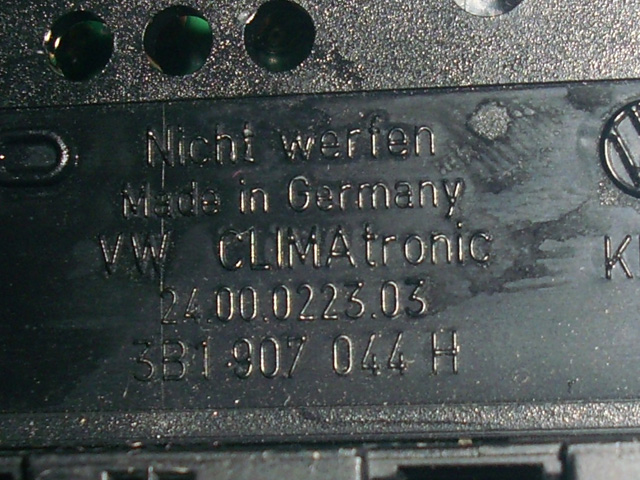 Nicht werfen
Made in Germany
VW CLIMAtronic
24.00.0223.03
3B1 907 044 H